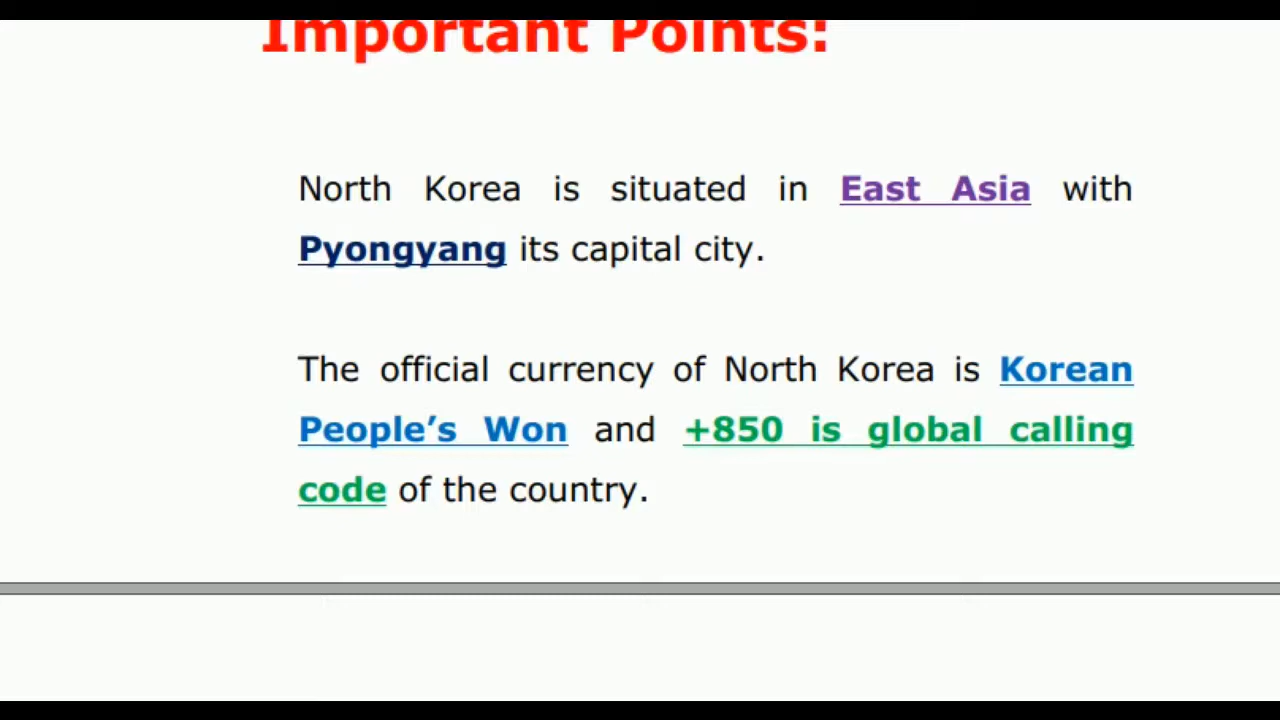 Important Points:
North Korea is situated in East Asia with
Pyongyang its capital city.
The official currency of North Korea is Korean
People’s Won and +850 is global calling
code of the country.